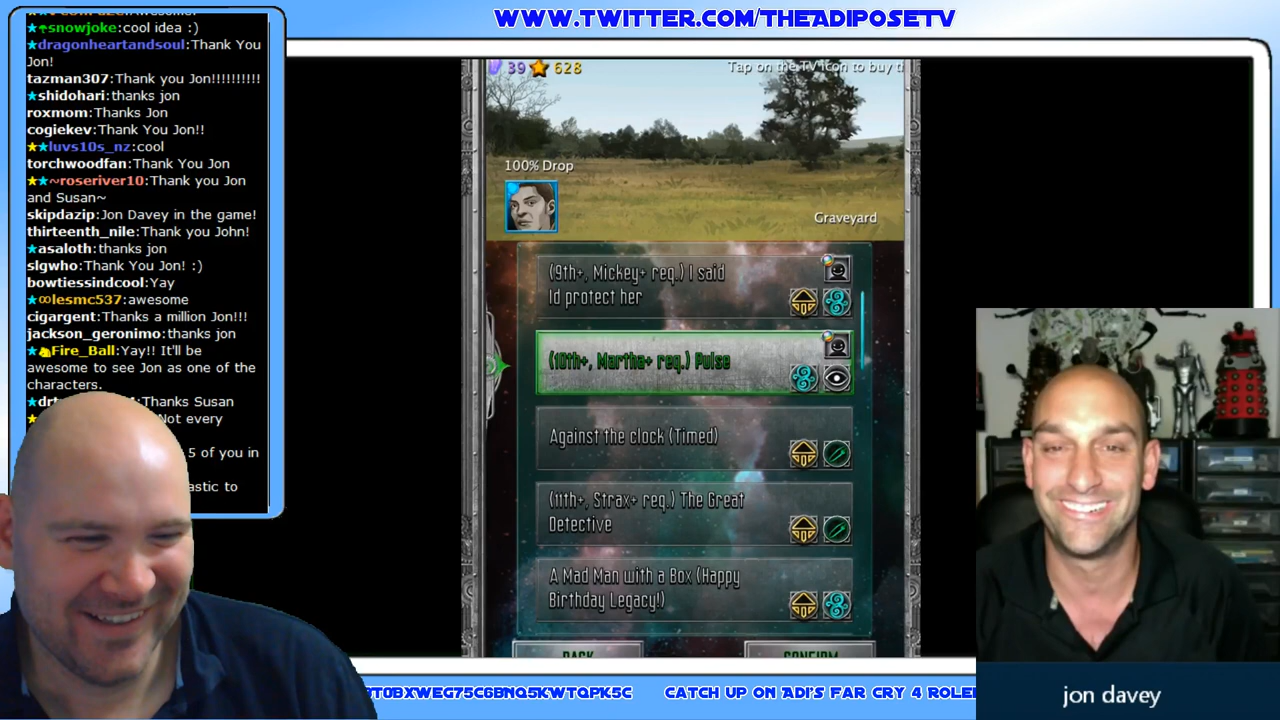 WWW.TWITTER.COM/THEADIPOSETV
snowjoke:cool idea :)
dragonheartandsoul:Thank You
Jon!
tazman307:Thank you Jon!!!!!!!!!!
shidohari:thanks jon
roxmom:Thanks Jon
cogiekev:Thank You Jon!!
luvs10s_nz:cool
torchwoodfan:Thank You Jon
~roseriver10:Thank you Jon
and Susan~
skipdazip:Jon Davey in the game!
thirteenth_nile:Thank you John!
asaloth:thanks jon
slgwho:Thank You Jon! :)
bowtiessindcool:Yay
∞lesmc537:awesome
cigargent:Thanks a million Jon!!!
jackson_geronimo:thanks jon
Fire_Ball:Yay!! It'll be
awesome to see Jon as one of the
characters.
Thanks Susan
Not every
5 of you in
astic to
39 628
Tap on the TV icon to buy
100% Drop
Graveyard
(9th+, Mickey+ req.) I said
Id protect her
(10th+, Martha+ req.) Pulse
Against the clock (Timed)
(11th+, Strax+ req.) The Great
Detective
A Mad Man with a Box (Happy
Birthday Legacy!)
BACK
CONFIRM
CATCH UP ON ADI'S FAR CRY 4
jon davey